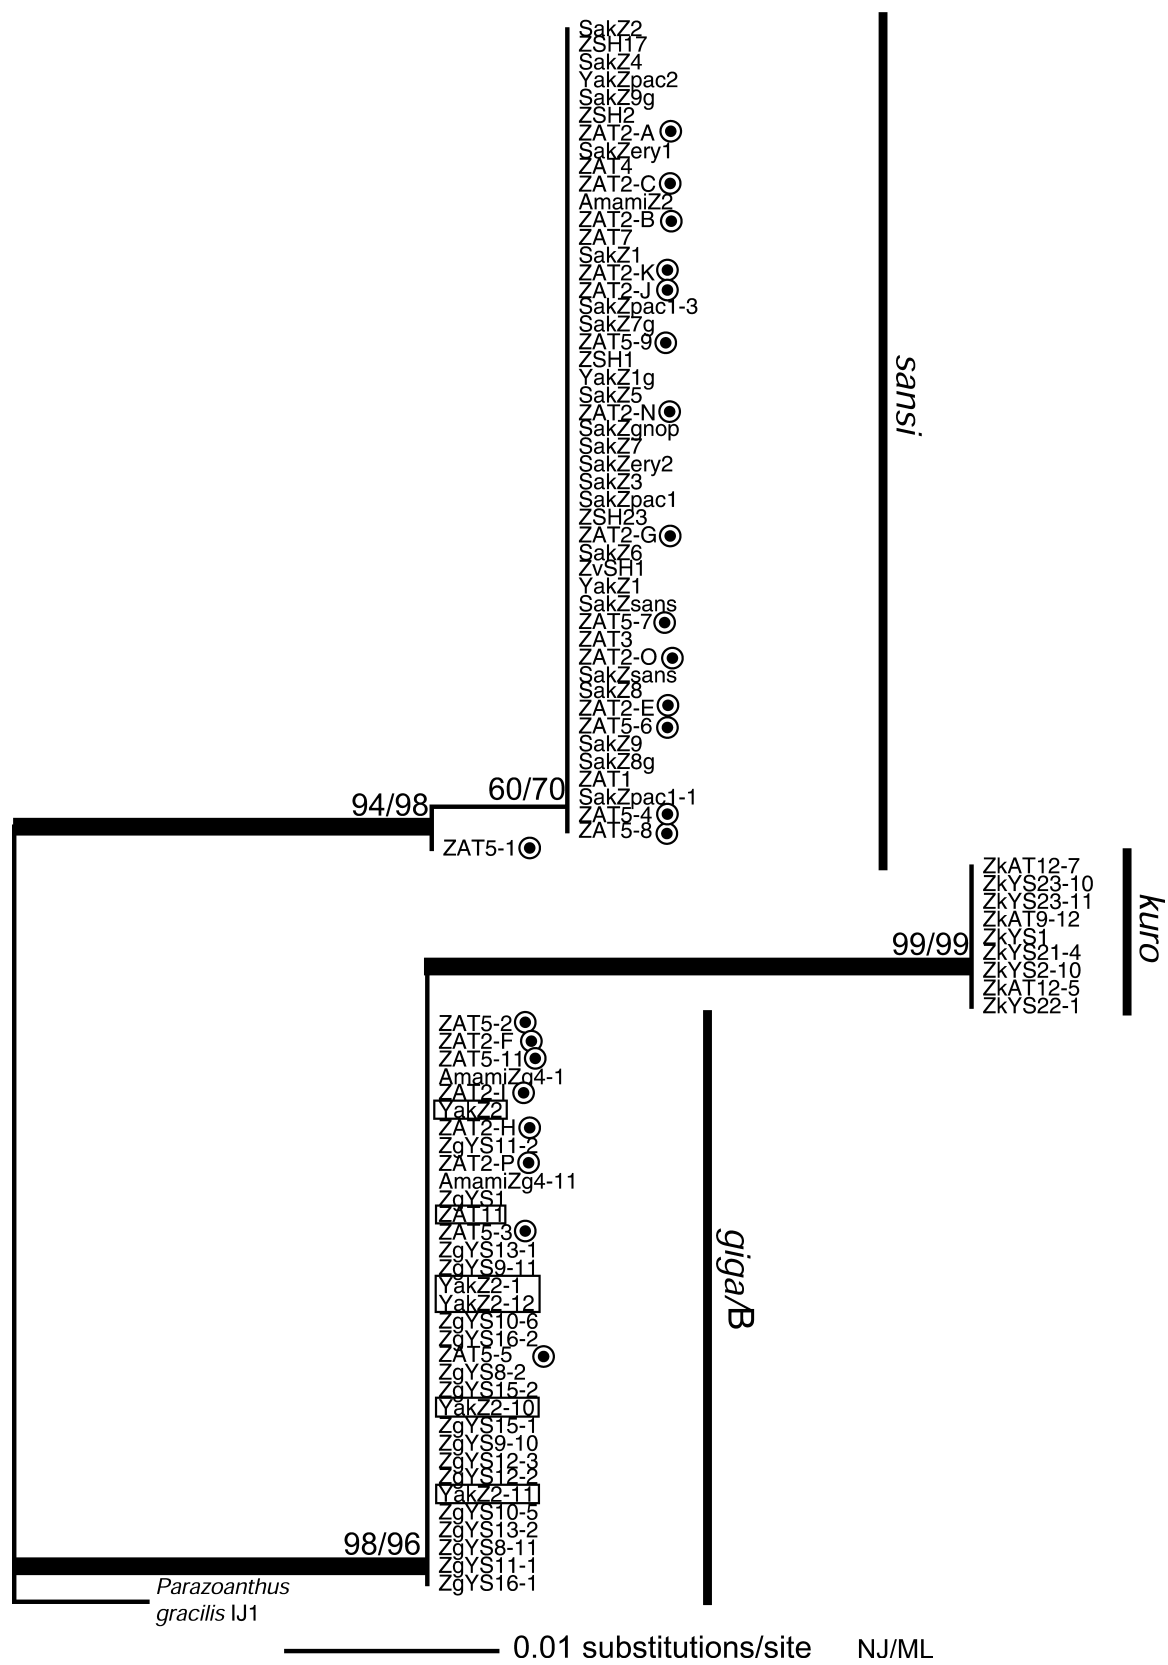 SakZ2
ZSH17
SakZ4
YakZpac2
SakZ9g
ZSH2
ZAT2-A
SakZery1
ZAT4
ZAT2-C
AmamiZ2
ZAT2-B
ZAT7
SakZ1
ZAT2-K
ZAT2-J
SakZpac1-3
SakZ7g
ZAT5-9
ZSH1
YakZ1g
SakZ5
ZAT2-N
SakZgnop
SakZ7
SakZery2
SakZ3
SakZpac1
ZSH23
ZAT2-G
SakZ6
ZvSH1
YakZ1
SakZsans
ZAT5-7
ZAT3
ZAT2-O
SakZsans
SakZ8
ZAT2-E
ZAT5-6
SakZ9
SakZ8g
ZAT1
SakZpac1-1
ZAT5-4
ZAT5-8
sansi
60/70
94/98
ZAT5-1
ZkAT12-7
ZkYS23-10
ZkYS23-11
ZkAT9-12
ZkYS1
ZkYS21-4
ZkYS2-10
ZkAT12-5
ZkYS22-1
kuro
99/99
ZAT5-2
ZAT2-F
ZAT5-11
AmamiZg4-1
ZAT2-I
YakZ2
ZAT2-H
ZgYS11-2
ZAT2-P
AmamiZg4-11
ZgYS1
ZAT11
ZAT5-3
ZgYS13-1
ZgYS9-11
YakZ2-1
YakZ2-12
ZgYS10-6
ZgYS16-2
ZAT5-5
ZgYS8-2
ZgYS15-2
YakZ2-10
ZgYS15-1
ZgYS9-10
ZgYS12-3
ZgYS12-2
YakZ2-11
ZgYS10-5
ZgYS13-2
ZgYS8-11
ZgYS11-1
ZgYS16-1
giga/B
98/96
Parazoanthus
gracilis IJ1
0.01 substitutions/site NJ/ML